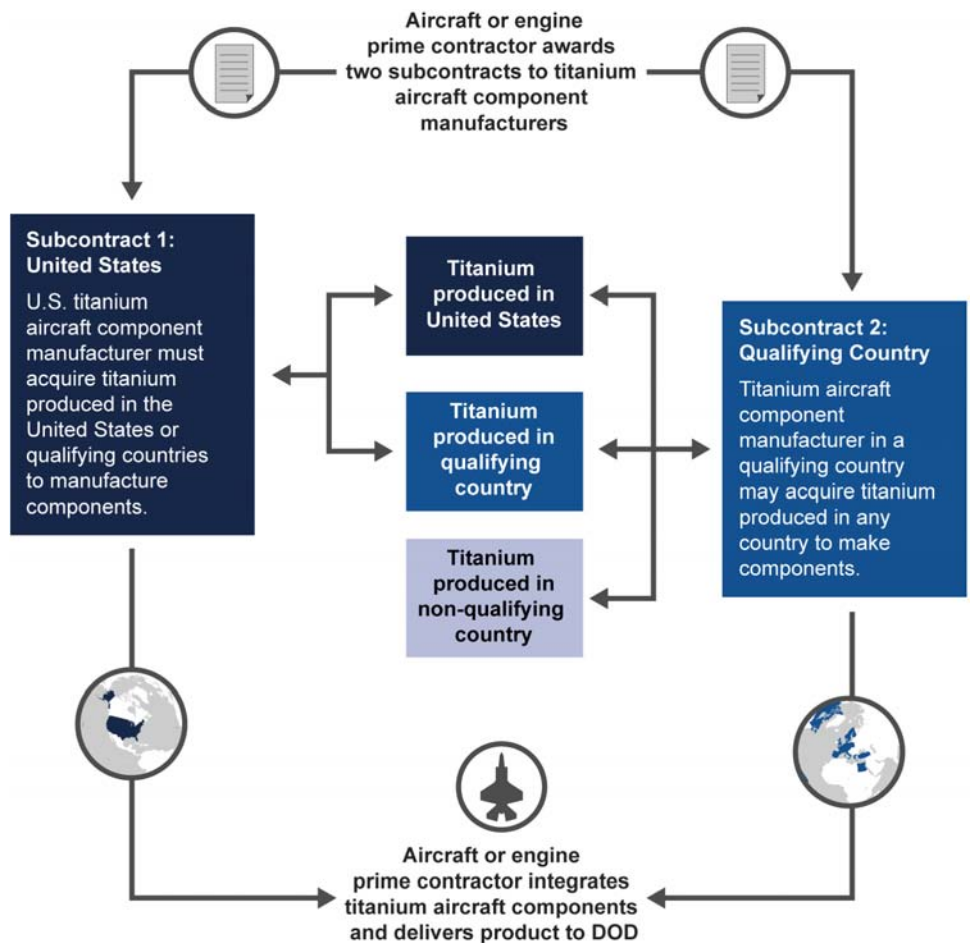 Aircraft or engine
prime contractor awards
two subcontracts to titanium
aircraft component
manufacturers
Subcontract 1:
United States
U.S. titanium
aircraft component
manufacturer must
acquire titanium
produced in the
United States or
qualifying countries
to manufacture
components.
Titanium
produced in
United States
Titanium
produced in
qualifying
country
Titanium
produced in
non-qualifying
country
Subcontract 2:
Qualifying Country
Titanium aircraft
component
manufacturer in a
qualifying country
may acquire titanium
produced in any
country to make
components.
Aircraft or engine
prime contractor integrates
titanium aircraft components
and delivers product to DOD